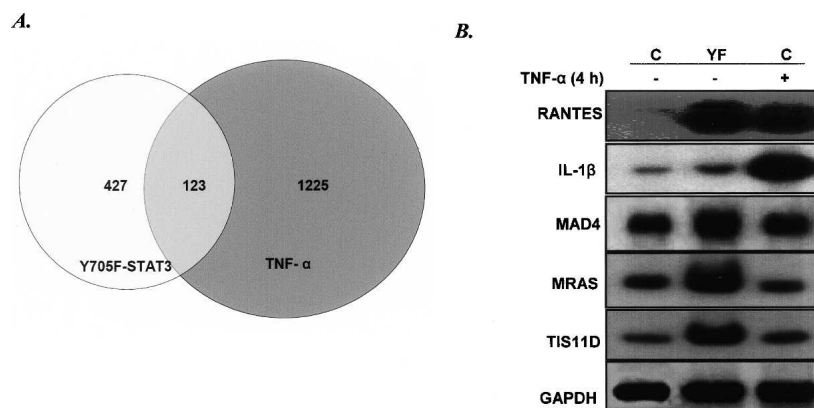 A.
427
123
1225
Y705F-STAT3
TNF- α
B.
C YF C
TNF-α (4 h) - - +
RANTES
IL-1β
MAD4
MRAS
TIS11D
GAPDH